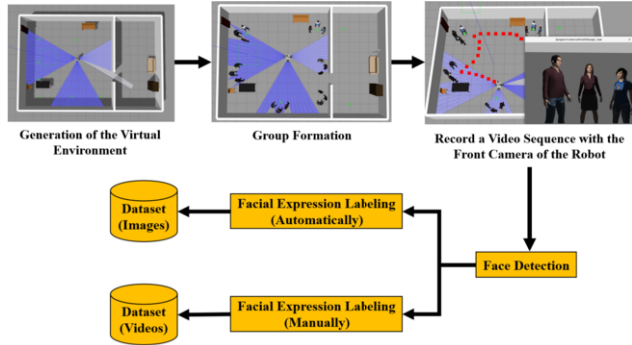 Generation of the Virtual
Environment
Group Formation
Record a Video Sequence with the
Front Camera of the Robot
Dataset
(Images)
Facial Expression Labeling
(Automatically)
Face Detection
Dataset
(Videos)
Facial Expression Labeling
(Manually)